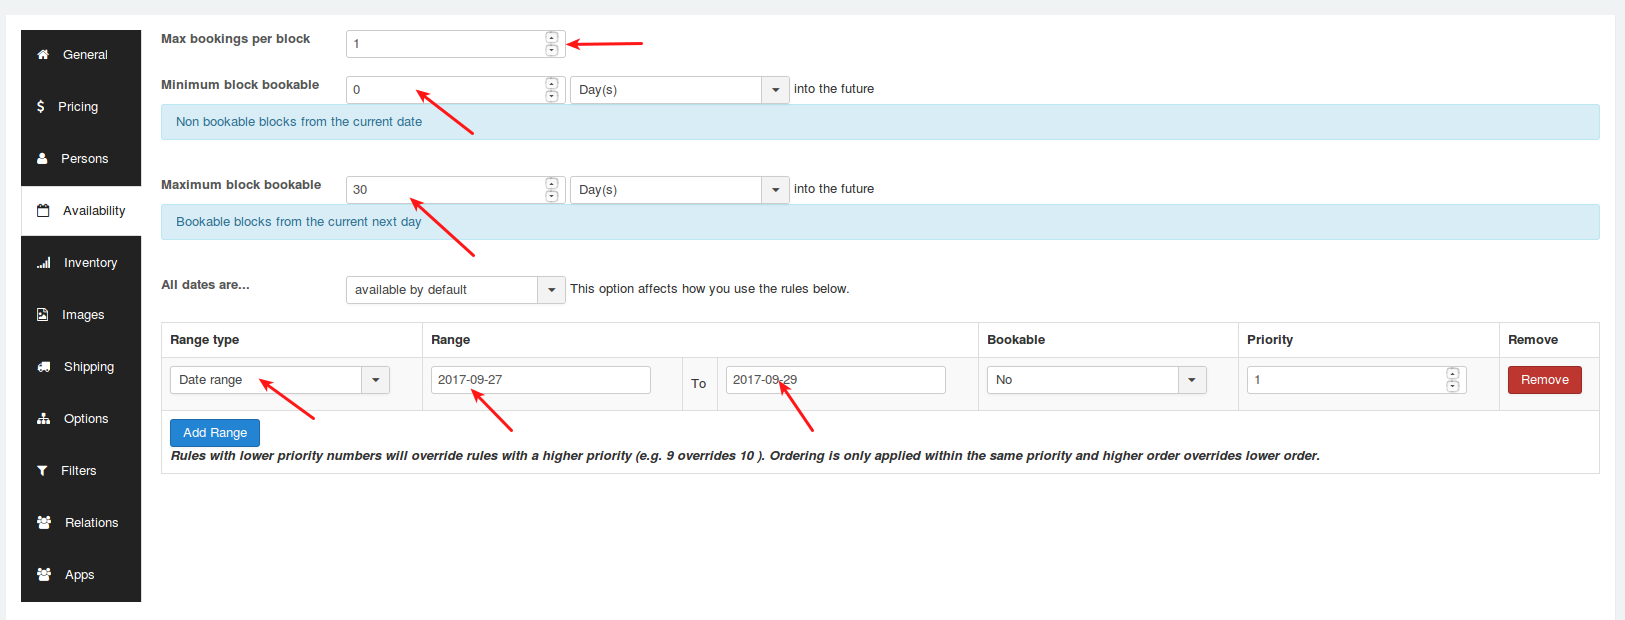 General
Pricing
Persons
Availability
Inventory
Images
Shipping
Options
Filters
Relations
Apps
Max bookings per block 1
Minimum block bookable 0 Day(s) into the future
Non bookable blocks from the current date
Maximum block bookable 30 Day(s) into the future
Bookable blocks from the current next day
All dates are... available by default This option affects how you use the rules below.
Range type Range Bookable Priority Remove
Date range 2017-09-27 To 2017-09-29 No 1 Remove
Add Range
Rules with lower priority numbers will override rules with a higher priority (e.g. 9 overrides 10 ). Ordering is only applied within the same priority and higher order overrides lower order.